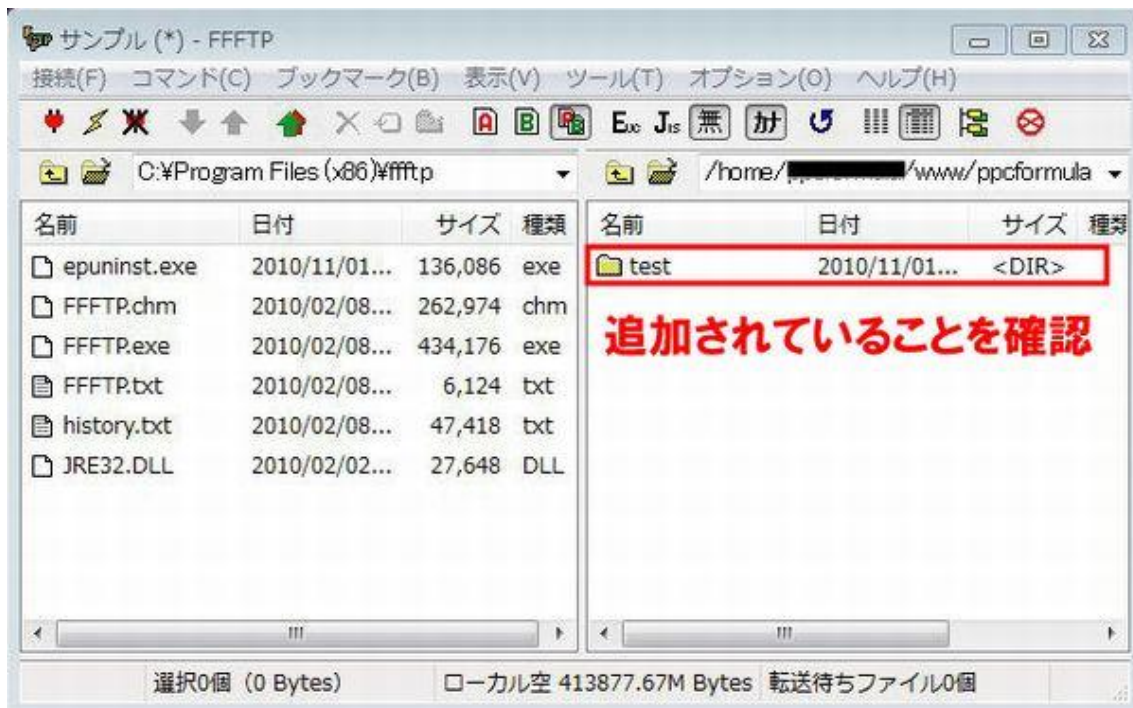 サンプル (*) - FFFTP
接続(F) コマンド(C) ブックマーク(B) 表示(V) ツール(T) オプション(O) ヘルプ(H)
A B B Euc Jis 無 カナ
C:¥Program Files (x86)¥ffftp
/home/ /www/ppcformula
名前 日付 サイズ 種類
epuninst.exe 2010/11/01... 136,086 exe
FFFTP.chm 2010/02/08... 262,974 chm
FFFTP.exe 2010/02/08... 434,176 exe
FFFTP.txt 2010/02/08... 6,124 txt
history.txt 2010/02/08... 47,418 txt
JRE32.DLL 2010/02/02... 27,648 DLL
名前 日付 サイズ 種類
test 2010/11/01... <DIR>
追加されていることを確認
選択0個 (0 Bytes) ローカル空 413877.67M Bytes 転送待ちファイル0個